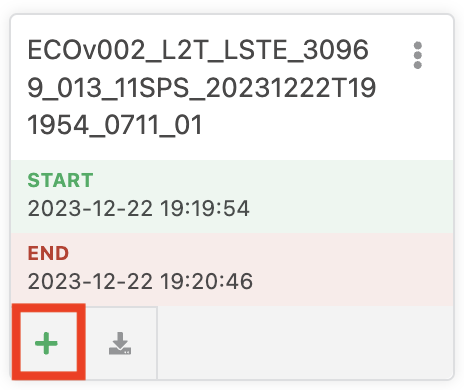 ECOv002_L2T_LSTE_3096
9_013_11SPS_20231222T19
1954_0711_01
START
2023-12-22 19:19:54
END
2023-12-22 19:20:46